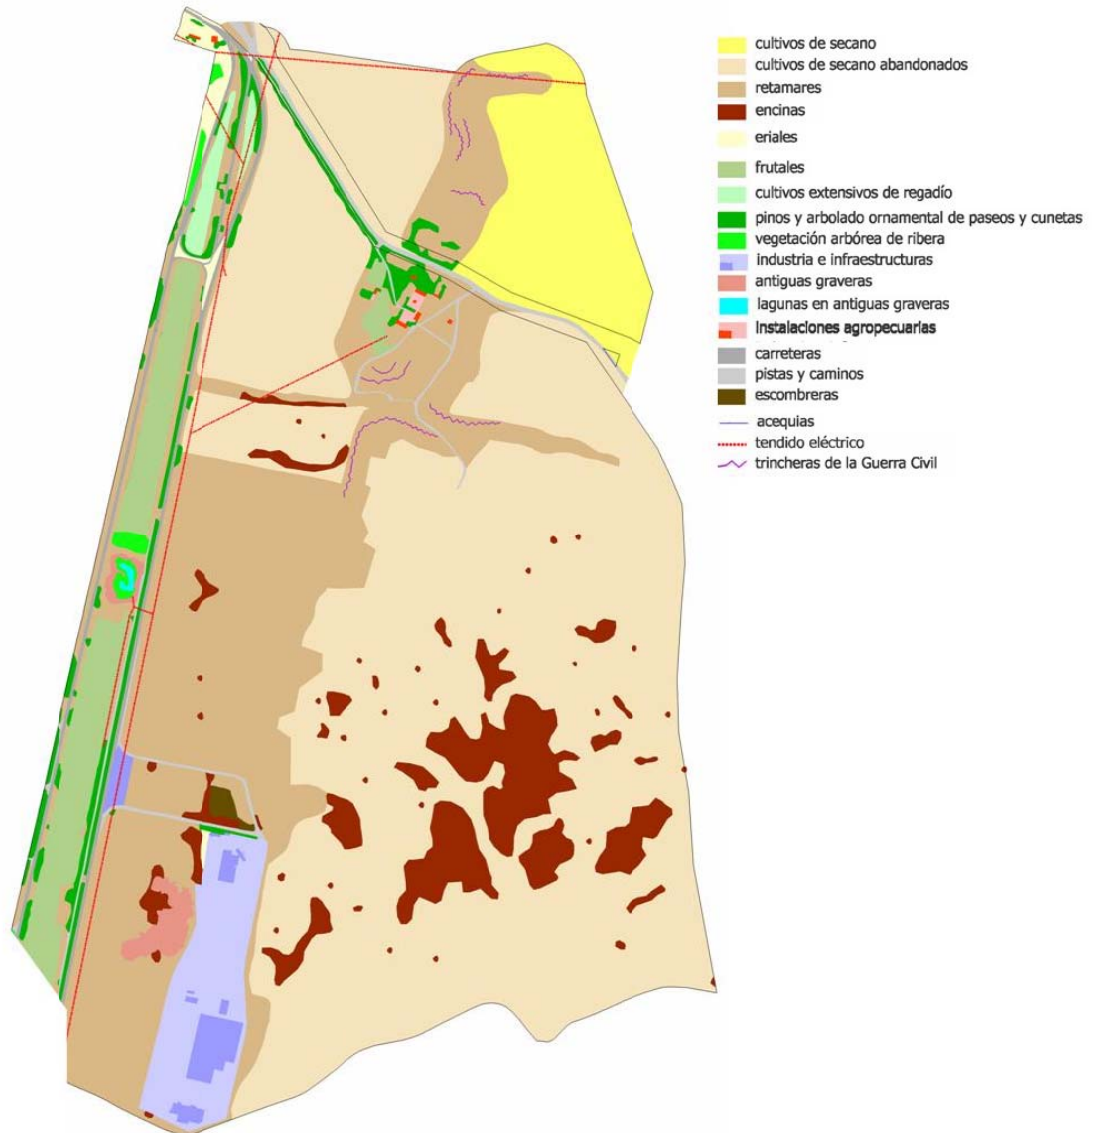 cultivos de secano
cultivos de secano abandonados
retamares
encinas
eriales
frutales
cultivos extensivos de regadío
pinos y arbolado ornamental de paseos y cunetas
vegetación arbórea de ribera
industria e infraestructuras
antiguas graveras
lagunas en antiguas graveras
Instalaciones agropecuarias
carreteras
pistas y caminos
escombreras
acequias
tendido eléctrico
trincheras de la Guerra Civil